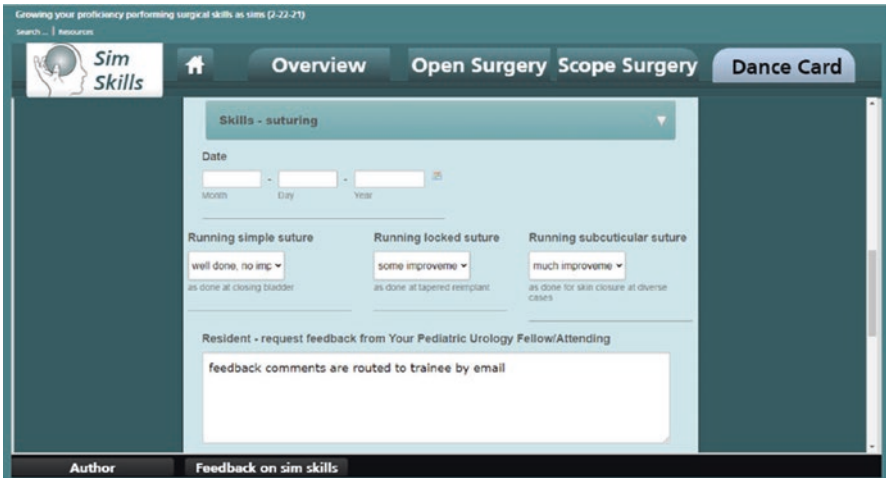 Growing your proficiency performing surgical skills as sims (2-22-21)
Search ... | Resources
Sim
Skills
Overview
Open Surgery
Scope Surgery
Dance Card
Skills - suturing
Date
- -
Month Day Year
Running simple suture Running locked suture Running subcuticular suture
well done, no imp some improveme much improveme
as done at closing bladder as done at tapered reimplant as done for skin closure at diverse
cases
Resident - request feedback from Your Pediatric Urology Fellow/Attending
feedback comments are routed to trainee by email
Author Feedback on sim skills